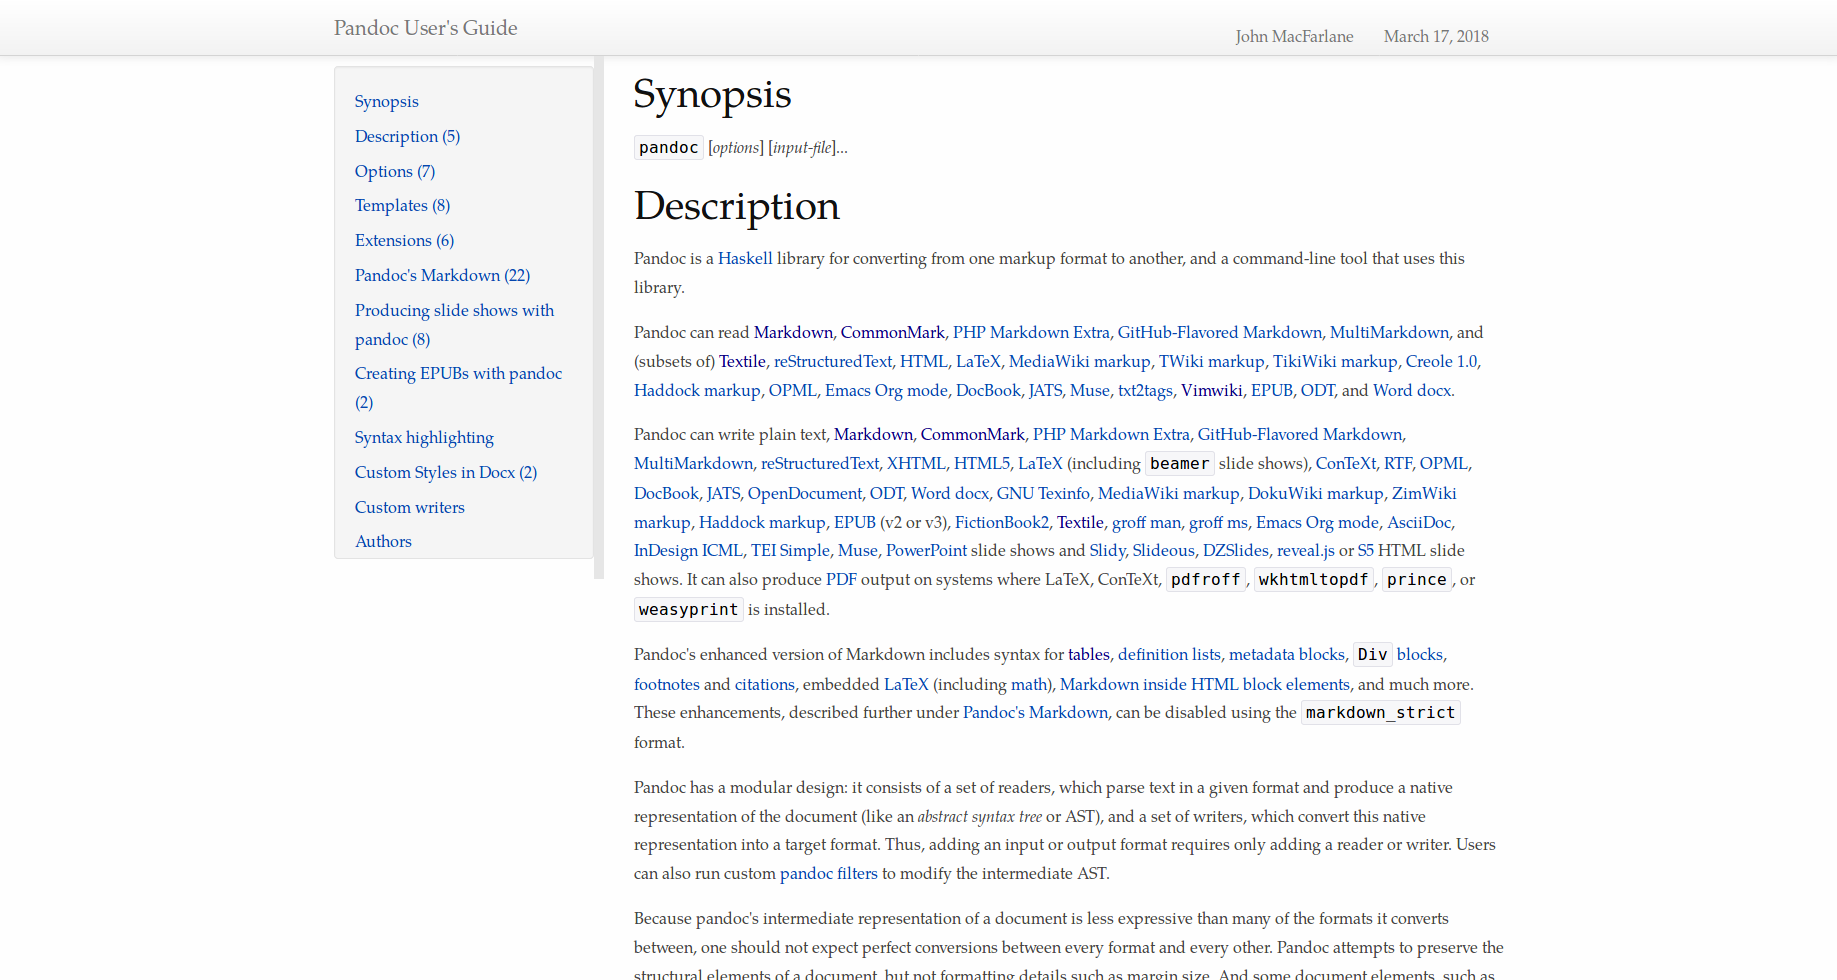 Pandoc User's Guide
John MacFarlane March 17, 2018
Synopsis
Description (5)
Options (7)
Templates (8)
Extensions (6)
Pandoc's Markdown (22)
Producing slide shows with
pandoc (8)
Creating EPUBs with pandoc
(2)
Syntax highlighting
Custom Styles in Docx (2)
Custom writers
Authors
Synopsis
pandoc [options] [input-file]...
Description
Pandoc is a Haskell library for converting from one markup format to another, and a command-line tool that uses this
library.
Pandoc can read Markdown, CommonMark, PHP Markdown Extra, GitHub-Flavored Markdown, MultiMarkdown, and
(subsets of) Textile, reStructuredText, HTML, LaTeX, MediaWiki markup, TWiki markup, TikiWiki markup, Creole 1.0,
Haddock markup, OPML, Emacs Org mode, DocBook, JATS, Muse, txt2tags, Vimwiki, EPUB, ODT, and Word docx.
Pandoc can write plain text, Markdown, CommonMark, PHP Markdown Extra, GitHub-Flavored Markdown,
MultiMarkdown, reStructuredText, XHTML, HTML5, LaTeX (including beamer slide shows), ConTeXt, RTF, OPML,
DocBook, JATS, OpenDocument, ODT, Word docx, GNU Texinfo, MediaWiki markup, DokuWiki markup, ZimWiki
markup, Haddock markup, EPUB (v2 or v3), FictionBook2, Textile, groff man, groff ms, Emacs Org mode, AsciiDoc,
InDesign ICML, TEI Simple, Muse, PowerPoint slide shows and Slidy, Slideous, DZSlides, reveal.js or S5 HTML slide
shows. It can also produce PDF output on systems where LaTeX, ConTeXt, pdfroff, wkhtmltopdf, prince, or
weasyprint is installed.
Pandoc's enhanced version of Markdown includes syntax for tables, definition lists, metadata blocks, Div blocks,
footnotes and citations, embedded LaTeX (including math), Markdown inside HTML block elements, and much more.
These enhancements, described further under Pandoc's Markdown, can be disabled using the markdown_strict
format.
Pandoc has a modular design: it consists of a set of readers, which parse text in a given format and produce a native
representation of the document (like an abstract syntax tree or AST), and a set of writers, which convert this native
representation into a target format. Thus, adding an input or output format requires only adding a reader or writer. Users
can also run custom pandoc filters to modify the intermediate AST.
Because pandoc's intermediate representation of a document is less expressive than many of the formats it converts
between, one should not expect perfect conversions between every format and every other. Pandoc attempts to preserve the
structural elements of a document, but not formatting details such as margin size. And some document elements, such as